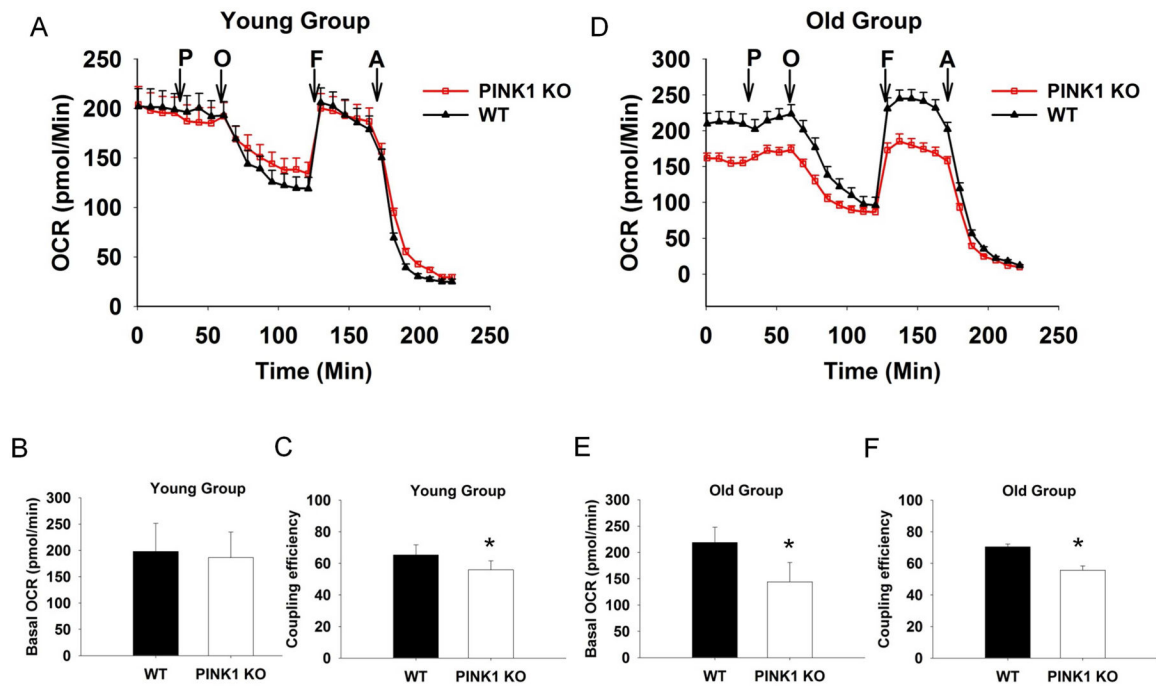 A
Young Group
P O F A
PINK1 KO
WT
OCR (pmol/Min)
250
200
150
100
50
0
0 50 100 150 200 250
Time (Min)
D
Old Group
P O F A
PINK1 KO
WT
OCR (pmol/Min)
300
250
200
150
100
50
0
0 50 100 150 200 250
Time (Min)
B
Young Group
Basal OCR (pmol/min)
300
250
200
150
100
50
0
WT PINK1 KO
C
Young Group
Coupling efficiency
100
80
60
40
20
0
*
WT PINK1 KO
E
Old Group
Basal OCR (pmol/min)
300
250
200
150
100
50
0
*
WT PINK1 KO
F
Old Group
Coupling efficiency
100
80
60
40
20
0
*
WT PINK1 KO